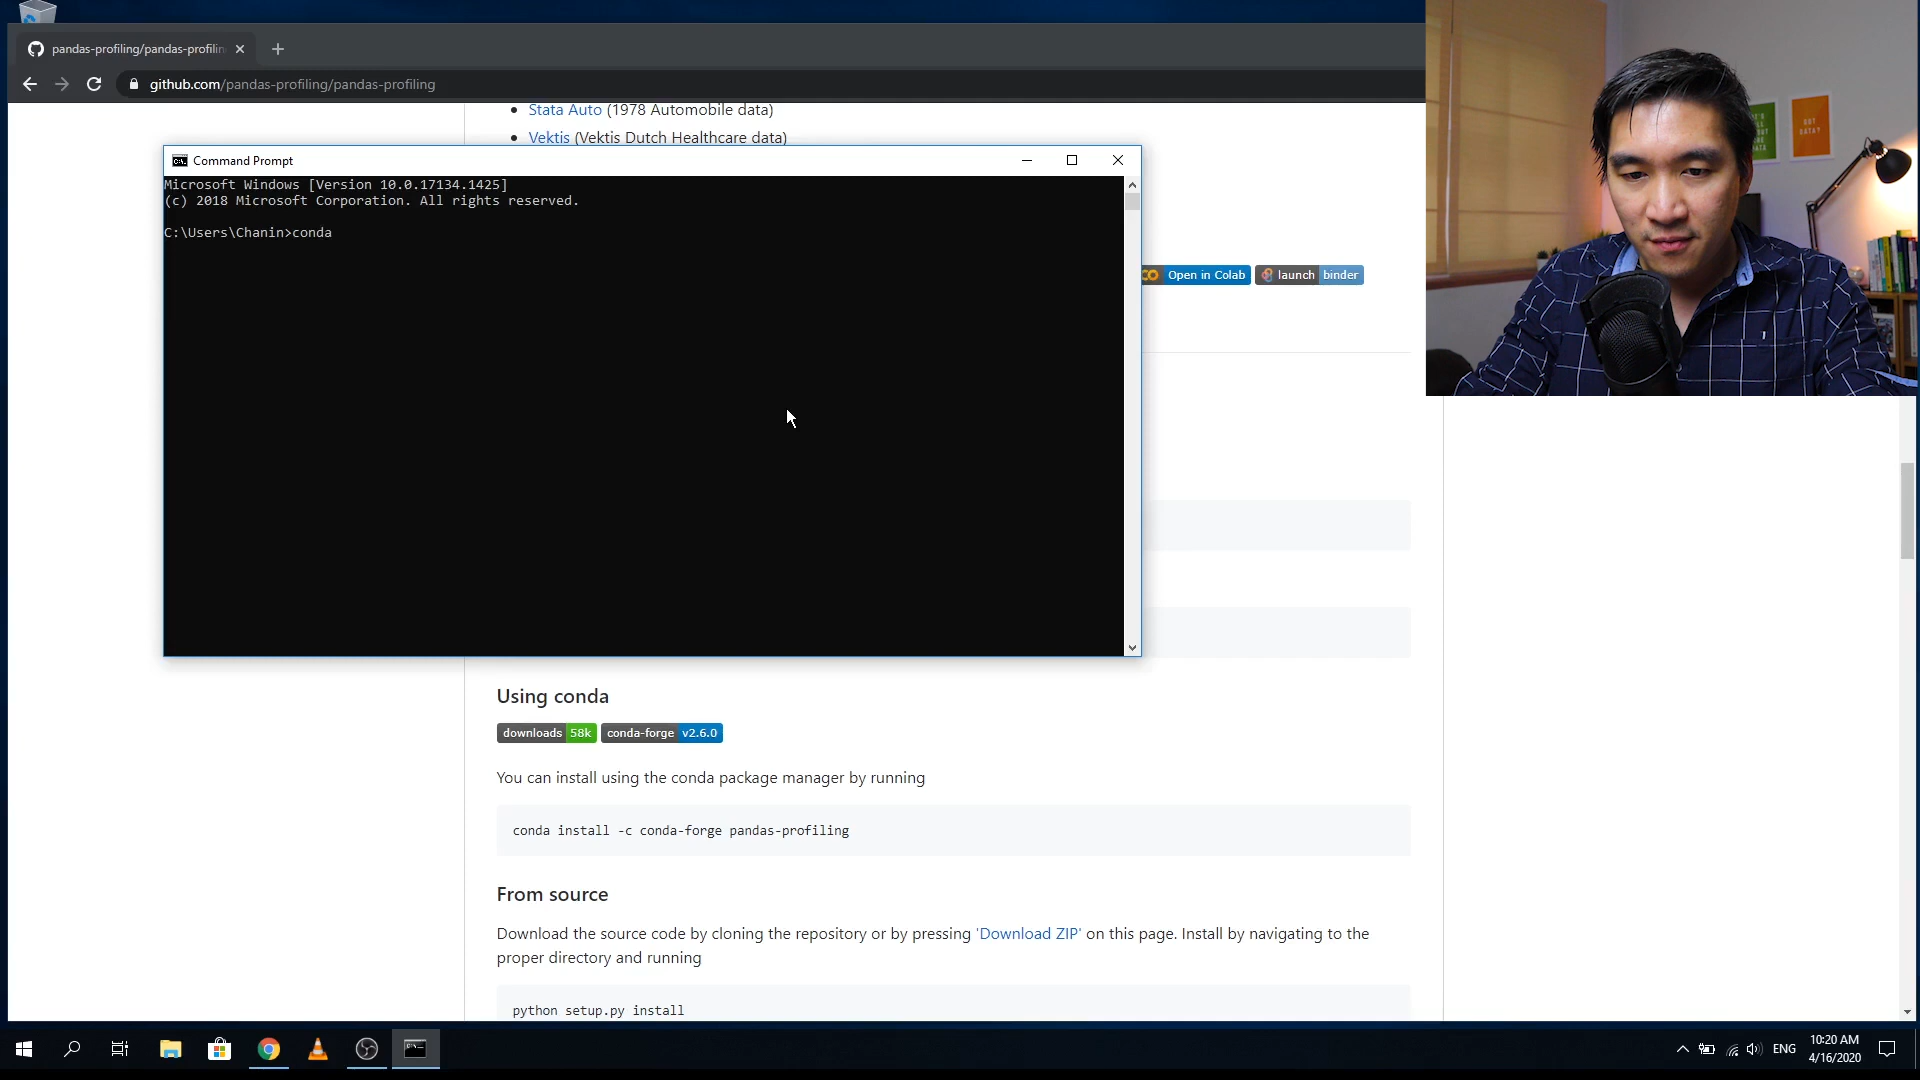 pandas-profiling/pandas-profilin
github.com/pandas-profiling/pandas-profiling
Stata Auto (1978 Automobile data)
Vektis (Vektis Dutch Healthcare data)
Command Prompt
Microsoft Windows [Version 10.0.17134.1425]
(c) 2018 Microsoft Corporation. All rights reserved.
C:\Users\Chanin>conda
Open in Colab launch binder
Using conda
downloads 58k conda-forge v2.6.0
You can install using the conda package manager by running
conda install -c conda-forge pandas-profiling
From source
Download the source code by cloning the repository or by pressing 'Download ZIP' on this page. Install by navigating to the
proper directory and running
python setup.py install
ENG
10:20 AM
4/16/2020